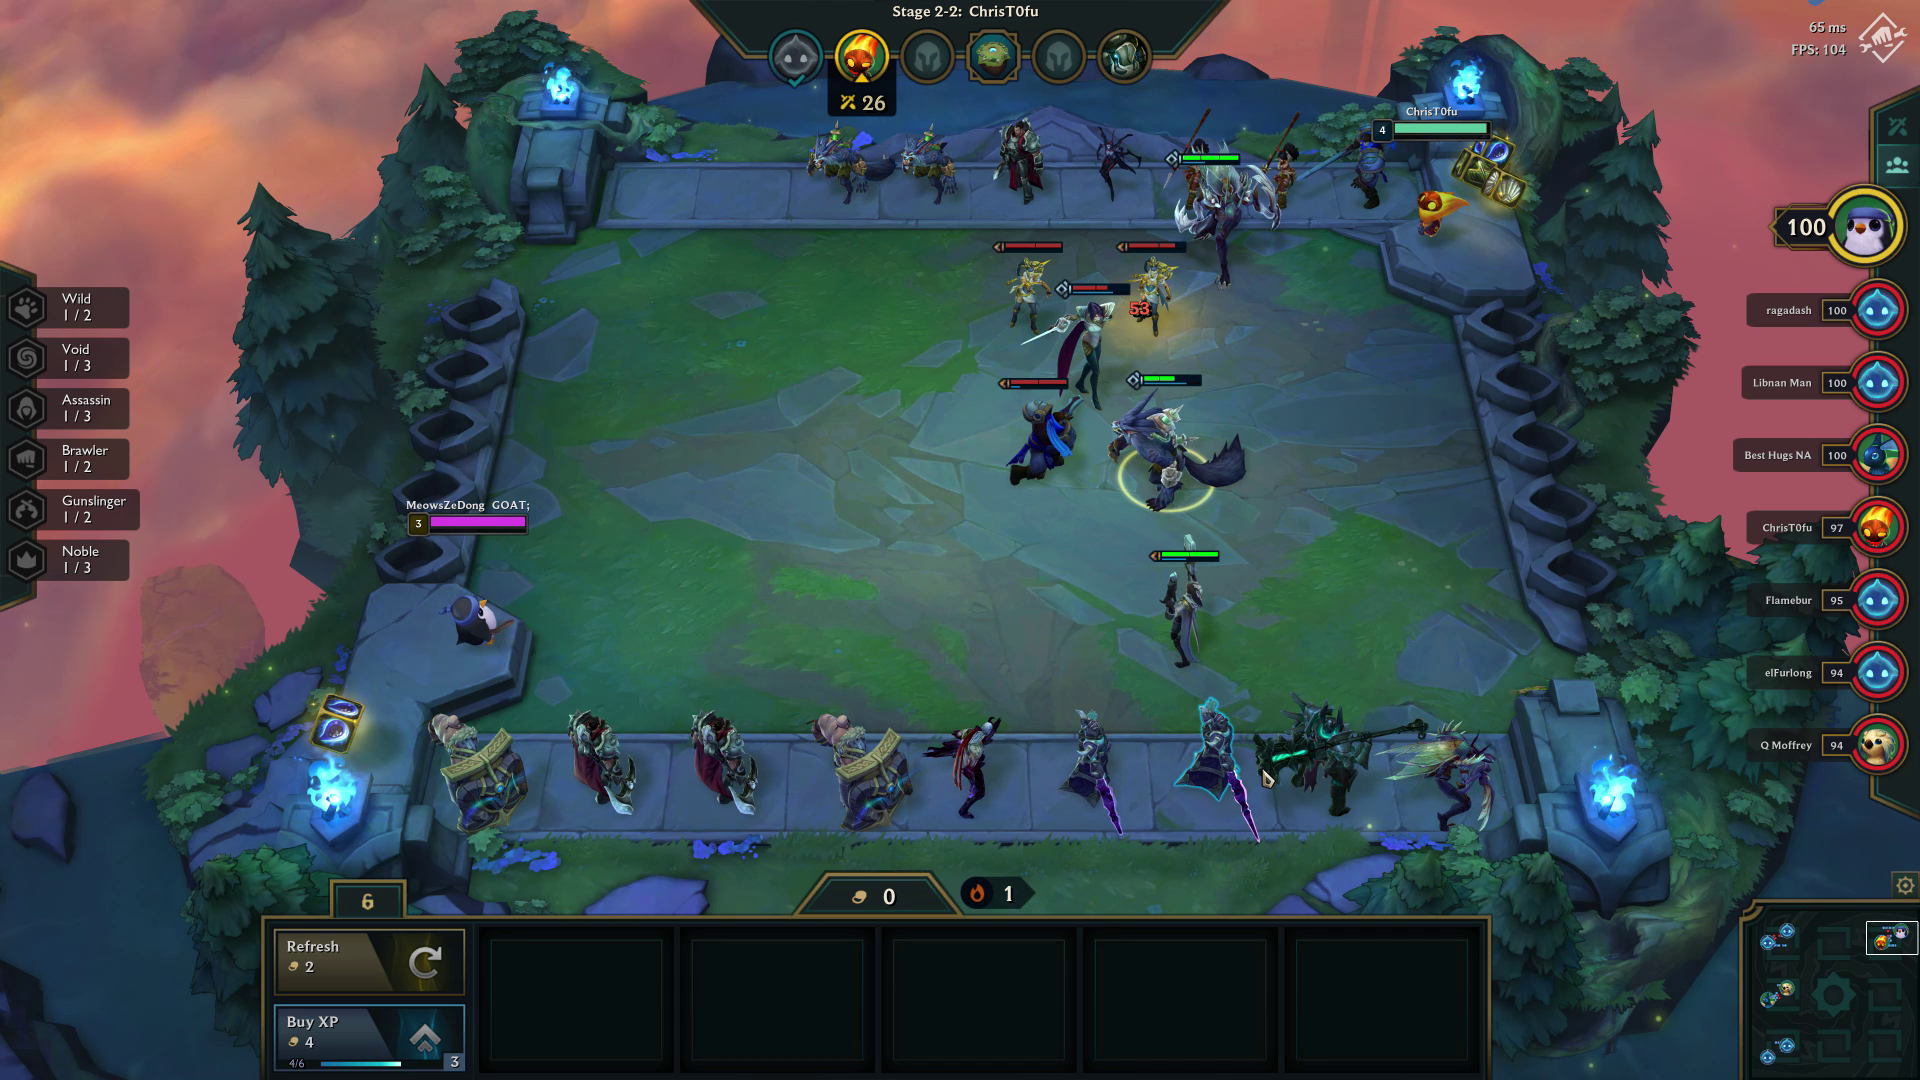 Stage 2-2: ChrisT0fu
65 ms
FPS: 104
26
ChrisT0fu
4
100
Wild
1 / 2
Void
1 / 3
Assassin
1 / 3
Brawler
1 / 2
Gunslinger
1 / 2
Noble
1 / 3
53
MeowsZeDong GOAT;
3
ragadash 100
Libnan Man 100
Best Hugs NA 100
ChrisT0fu 97
Flamebur 95
elFurlong 94
Q Moffrey 94
6
0
1
Refresh
2
Buy XP
4
4/6
3